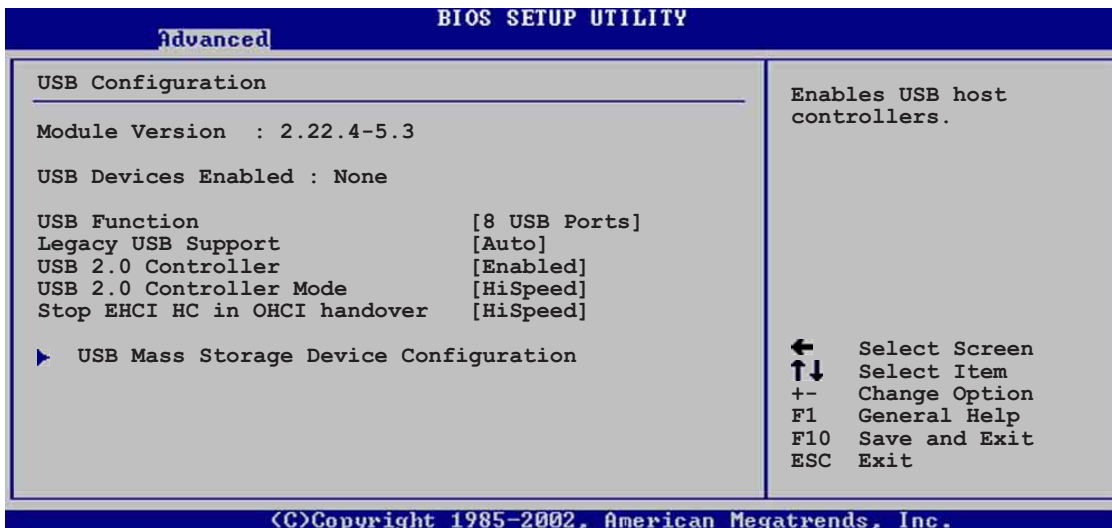 BIOS SETUP UTILITY
Advanced
USB Configuration
Module Version : 2.22.4-5.3
USB Devices Enabled : None
USB Function [8 USB Ports]
Legacy USB Support [Auto]
USB 2.0 Controller [Enabled]
USB 2.0 Controller Mode [HiSpeed]
Stop EHCI HC in OHCI handover [HiSpeed]
USB Mass Storage Device Configuration
Enables USB host
controllers.
Select Screen
Select Item
+- Change Option
F1 General Help
F10 Save and Exit
ESC Exit
(C)Copyright 1985-2002, American Megatrends, Inc.